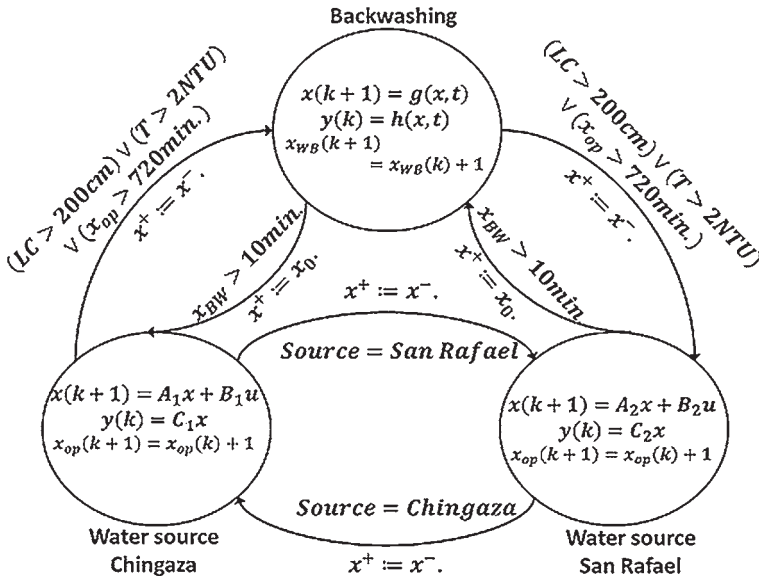 Backwashing
x(k + 1) = g(x, t)
y(k) = h(x, t)
x_WB(k + 1)
= x_WB(k) + 1
(LC > 200cm) ∨ (T > 2NTU)
∨ (x_op > 720min.)
x⁺ := x⁻.
(LC > 200cm) ∨ (T > 2NTU)
∨ (x_op > 720min.)
x⁺ := x⁻.
x_BW > 10min.
x⁺ := x₀.
x_BW > 10min.
x⁺ := x₀.
x⁺ := x⁻.
Source = San Rafael
x(k + 1) = A₁x + B₁u
y(k) = C₁x
x_op(k + 1) = x_op(k) + 1
x(k + 1) = A₂x + B₂u
y(k) = C₂x
x_op(k + 1) = x_op(k) + 1
Source = Chingaza
x⁺ := x⁻.
Water source
Chingaza
Water source
San Rafael